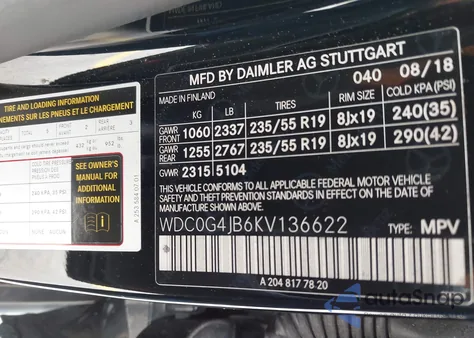 TIRE AND LOADING INFORMATION
SEE OWNER'S
MANUAL FOR
ADDITIONAL
INFORMATION
A 253 584 07 01
MFD BY DAIMLER AG STUTTGART
MADE IN FINLAND 040 08/18
KG LB TIRES RIM SIZE COLD KPA(PSI)
GAWR FRONT 1060 2337 235/55 R19 8Jx19 240(35)
GAWR REAR 1255 2767 235/55 R19 8Jx19 290(42)
GVWR 2315 5104
THIS VEHICLE CONFORMS TO ALL APPLICABLE FEDERAL MOTOR VEHICLE
SAFETY AND THEFT PREVENTION STANDARDS IN EFFECT ON THE DATE
OF MANUFACTURE SHOWN ABOVE.
WDC0G4JB6KV136622 TYPE: MPV
A 204 817 78 20
autoSnap